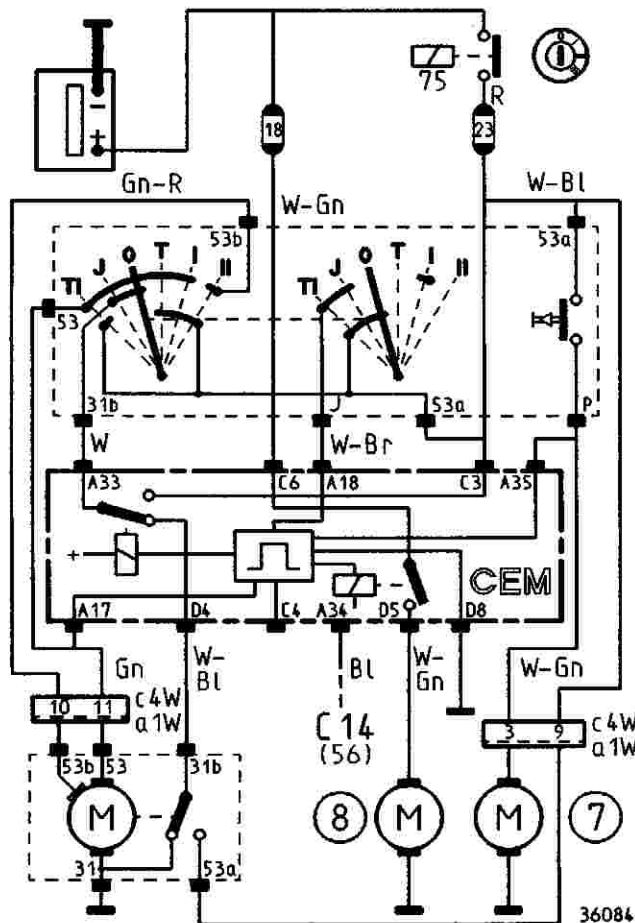 −
+
75
R
18
23
Gn-R
W-Gn
W-Bl
53b
53a
TI J O T I II
TI J O T I II
53
31b
J
53a
P
W
W-Br
A33
C6
A18
C3
A35
+
CEM
A17
D4
C4
A34
D5
D8
Gn
W-
Bl
Bl
W-
Gn
W-Gn
10 11
c4W
a1W
C14
(56)
3 9
c4W
a1W
53b
53
31b
M
8
M
M
7
31
53a
36084